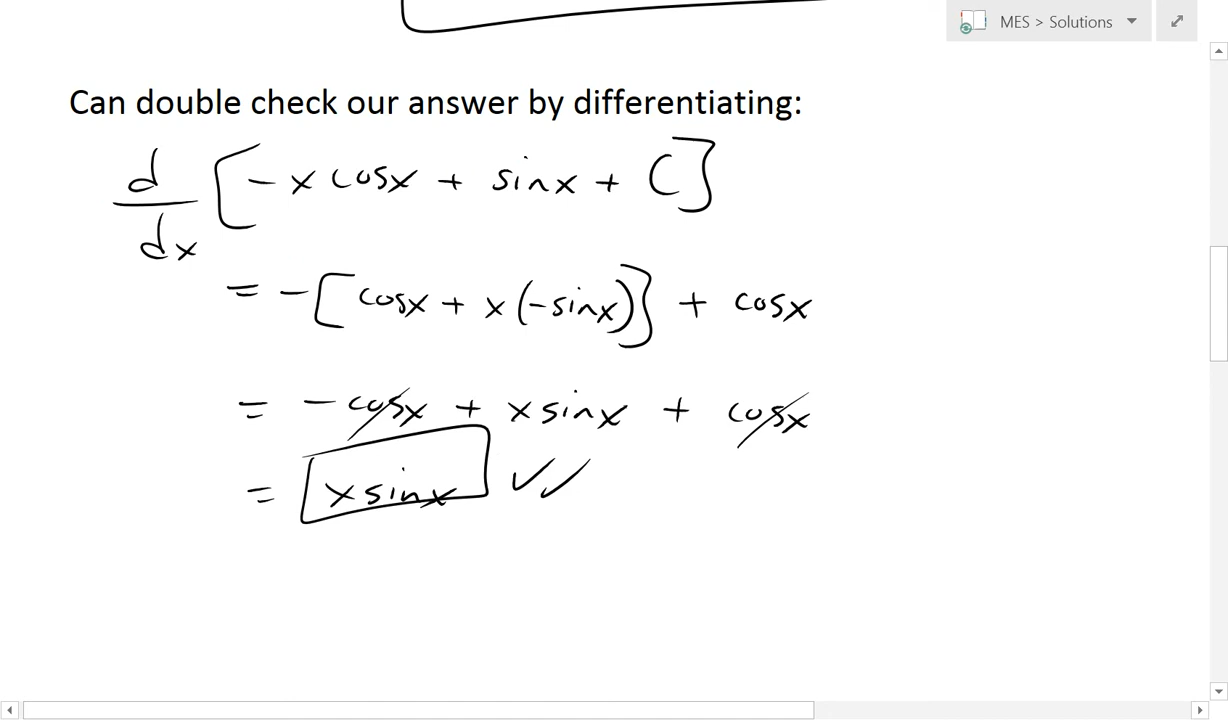 MES > Solutions
Can double check our answer by differentiating:
d/dx [-x cosx + sinx + C]
= -[cosx + x(-sinx)] + cosx
= -cosx + xsinx + cosx
= xsinx ✓✓